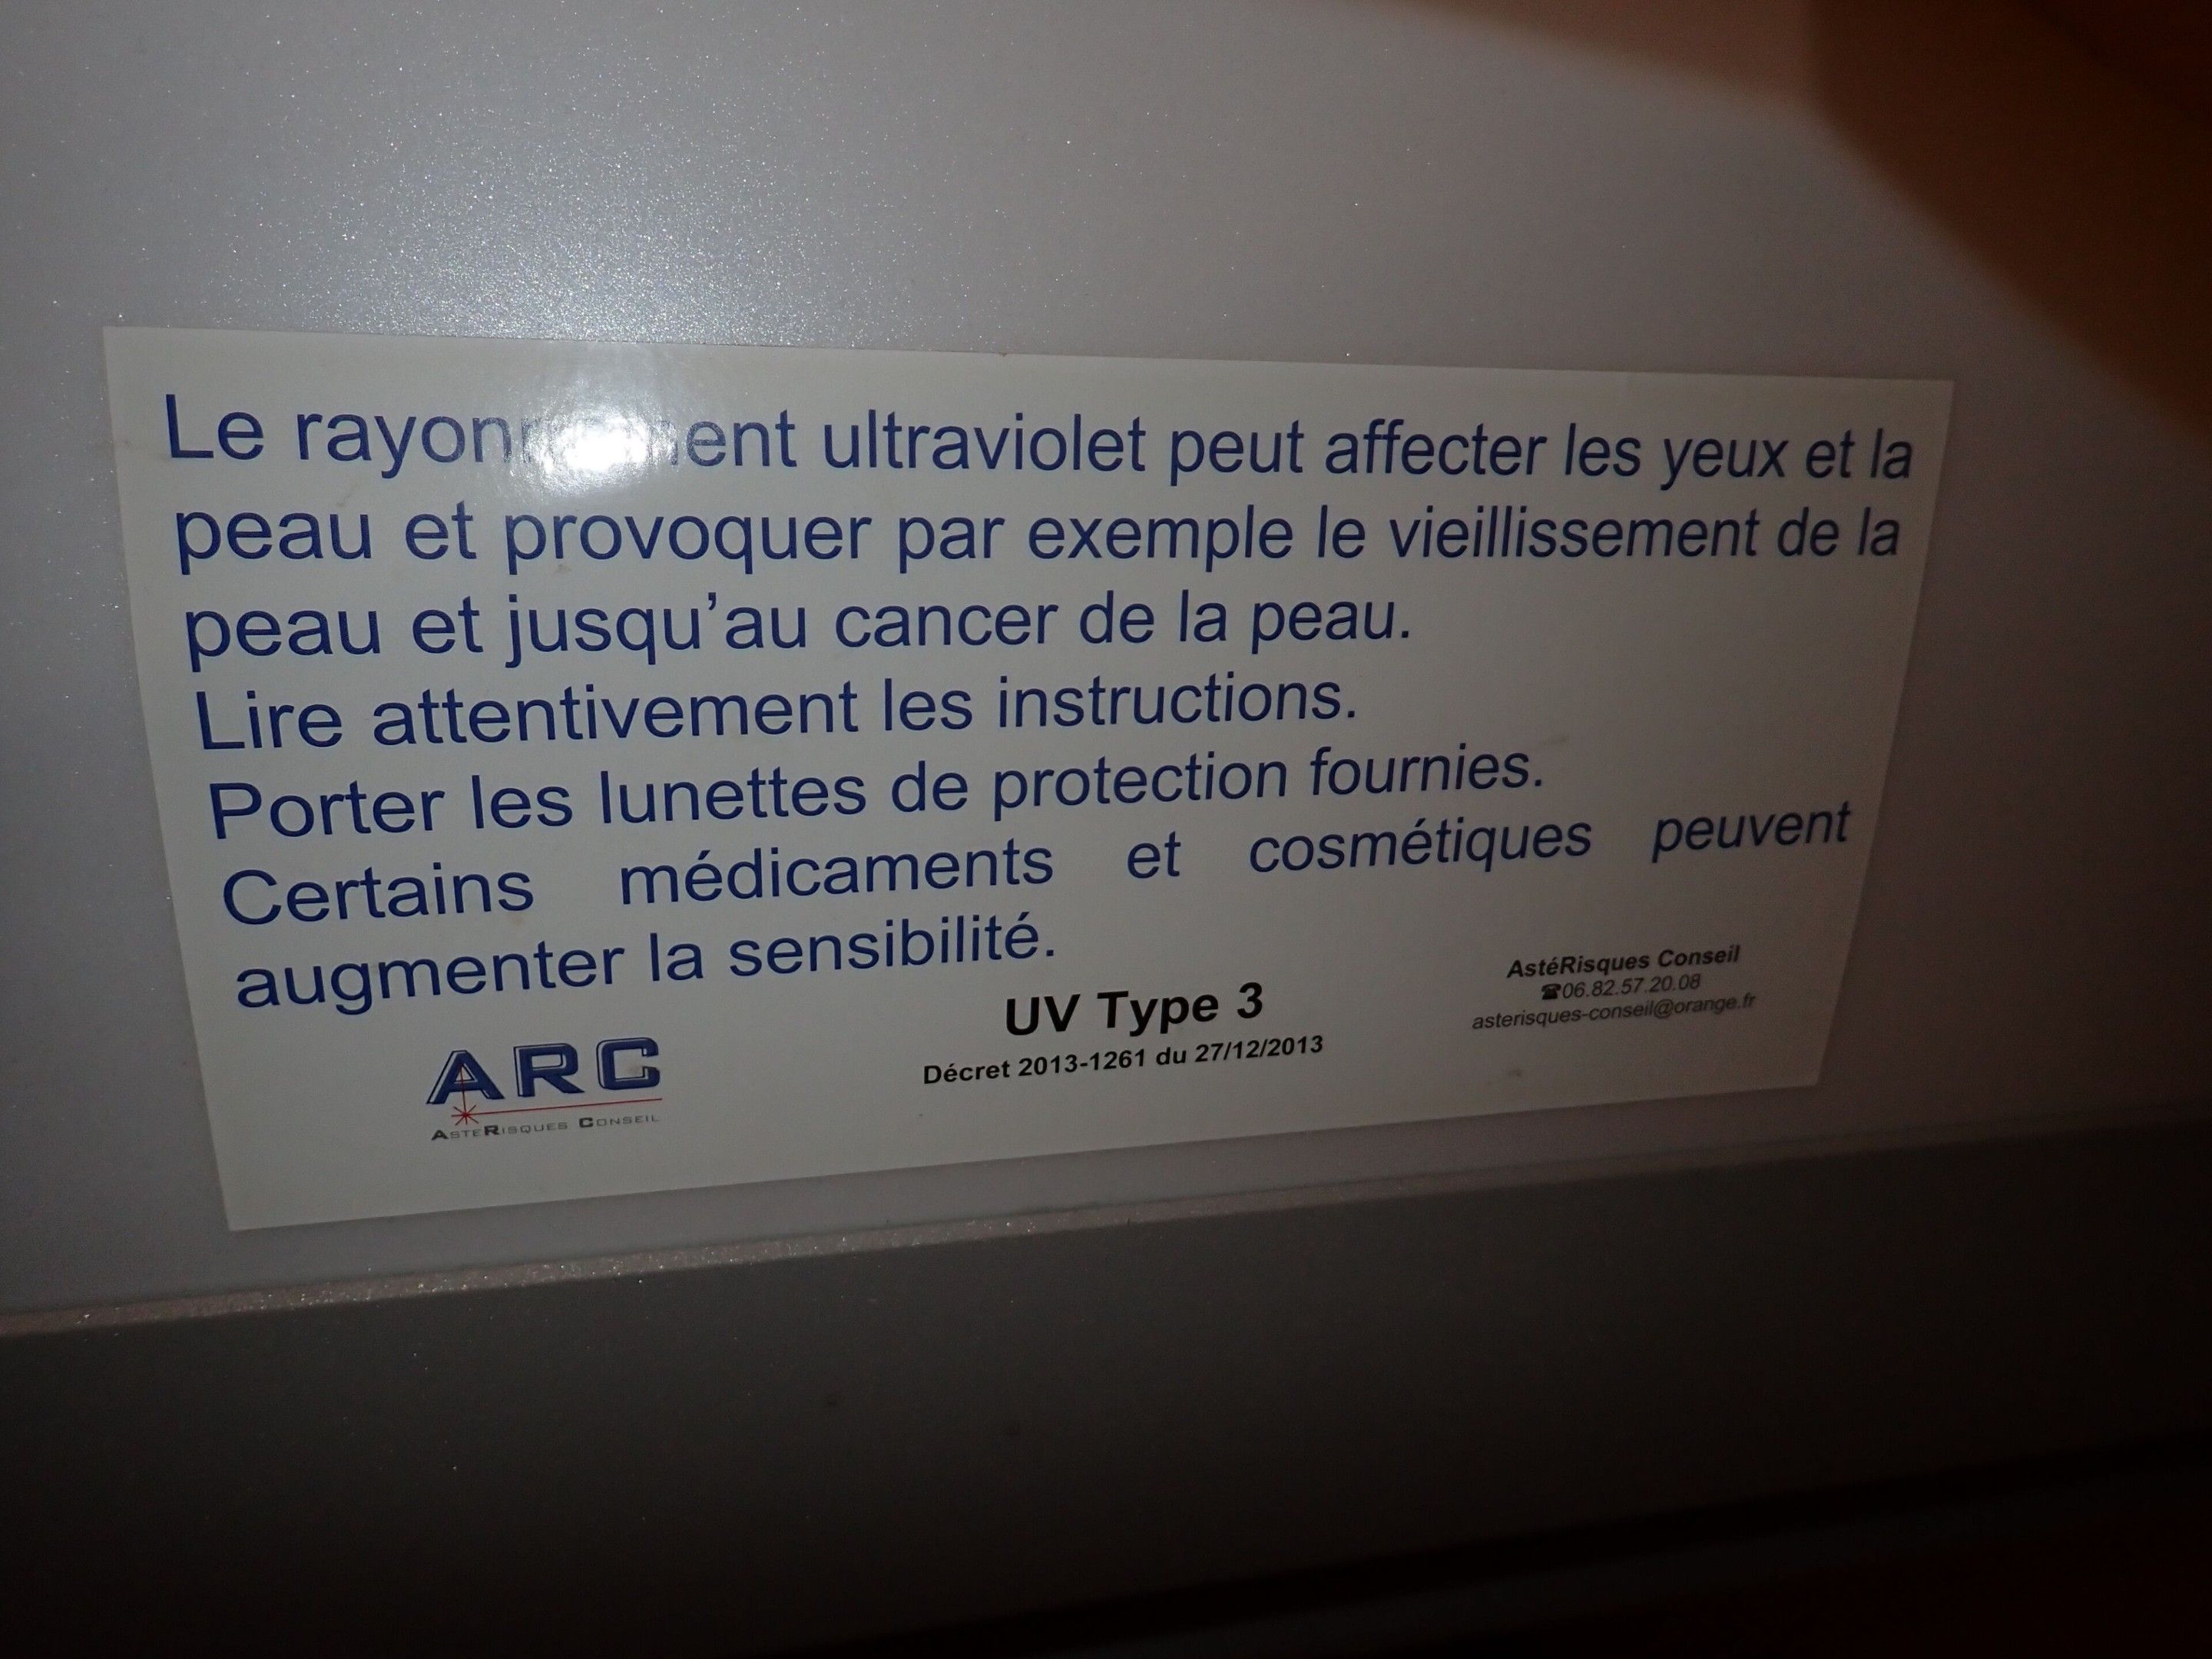 Le ultraviolet peut affecter les yeux et la
peau et provoquer par exemple le vieillissement de la
peau et jusqu'au cancer de la peau.
Lire attentivement les instructions.
Porter les lunettes de protection fournies.
Certains médicaments et cosmétiques peuvent
augmenter la sensibilité.
UV Type 3
Décret 2013-1261 du 27/12/2013
AstéRisques Conseil
☎06.82.57.20.08
asterisques-conseil@orange.fr
ARC
ASTÉRISQUES CONSEIL